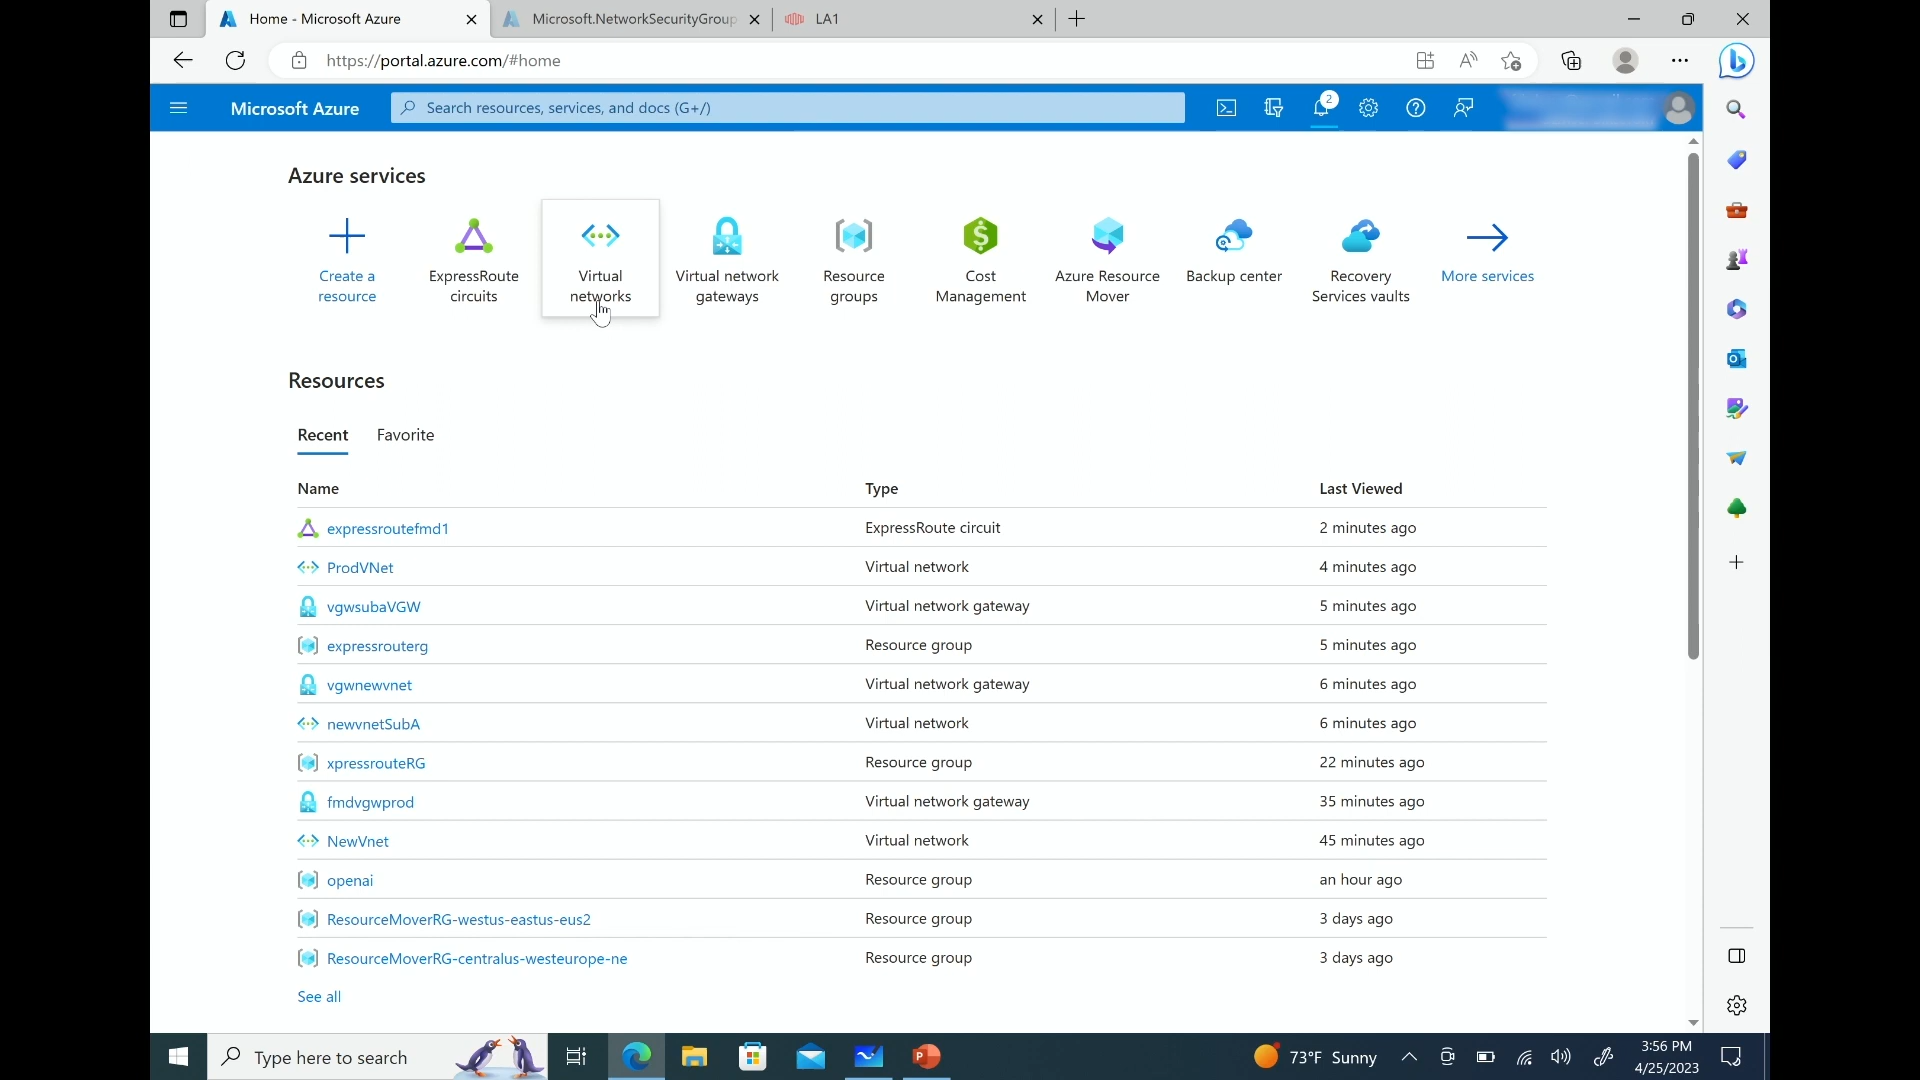 Home - Microsoft Azure
Microsoft.NetworkSecurityGroup
LA1
https://portal.azure.com/#home
Microsoft Azure
Search resources, services, and docs (G+/)
2
Azure services
Create a
resource
ExpressRoute
circuits
Virtual
networks
Virtual network
gateways
Resource
groups
Cost
Management
Azure Resource
Mover
Backup center
Recovery
Services vaults
More services
Resources
Recent Favorite
Name Type Last Viewed
expressroutefmd1 ExpressRoute circuit 2 minutes ago
ProdVNet Virtual network 4 minutes ago
vgwsubaVGW Virtual network gateway 5 minutes ago
expressrouterg Resource group 5 minutes ago
vgwnewvnet Virtual network gateway 6 minutes ago
newvnetSubA Virtual network 6 minutes ago
xpressrouteRG Resource group 22 minutes ago
fmdvgwprod Virtual network gateway 35 minutes ago
NewVnet Virtual network 45 minutes ago
openai Resource group an hour ago
ResourceMoverRG-westus-eastus-eus2 Resource group 3 days ago
ResourceMoverRG-centralus-westeurope-ne Resource group 3 days ago
See all
Type here to search
73°F Sunny
3:56 PM
4/25/2023